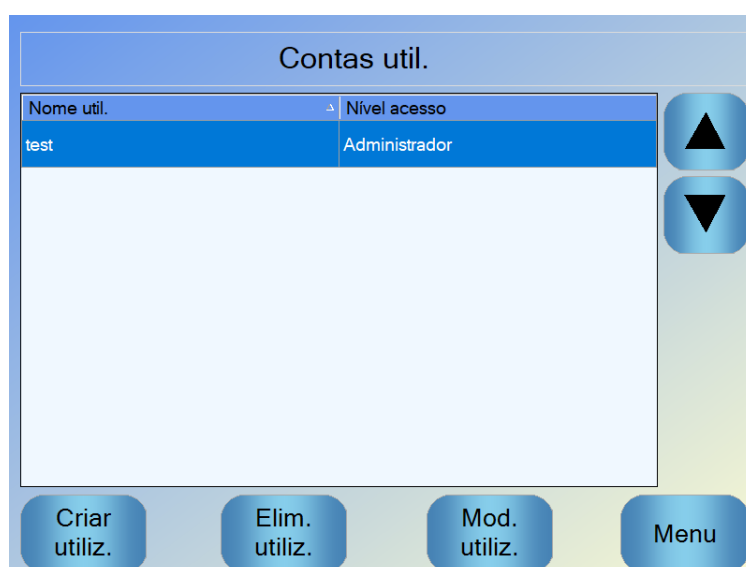 Contas util.
Nome util. Nível acesso
test Administrador
Criar utiliz.
Elim. utiliz.
Mod. utiliz.
Menu